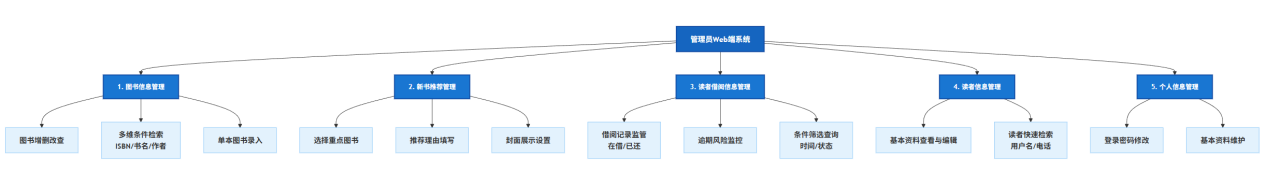 管理员Web端系统
1. 图书信息管理
2. 新书推荐管理
3. 读者借阅信息管理
4. 读者信息管理
5. 个人信息管理
图书增删改查
多维条件检索
ISBN/书名/作者
单本图书录入
选择重点图书
推荐理由填写
封面展示设置
借阅记录监管
在借/已还
逾期风险监控
条件筛选查询
时间/状态
基本资料查看与编辑
读者快速检索
用户名/电话
登录密码修改
基本资料维护